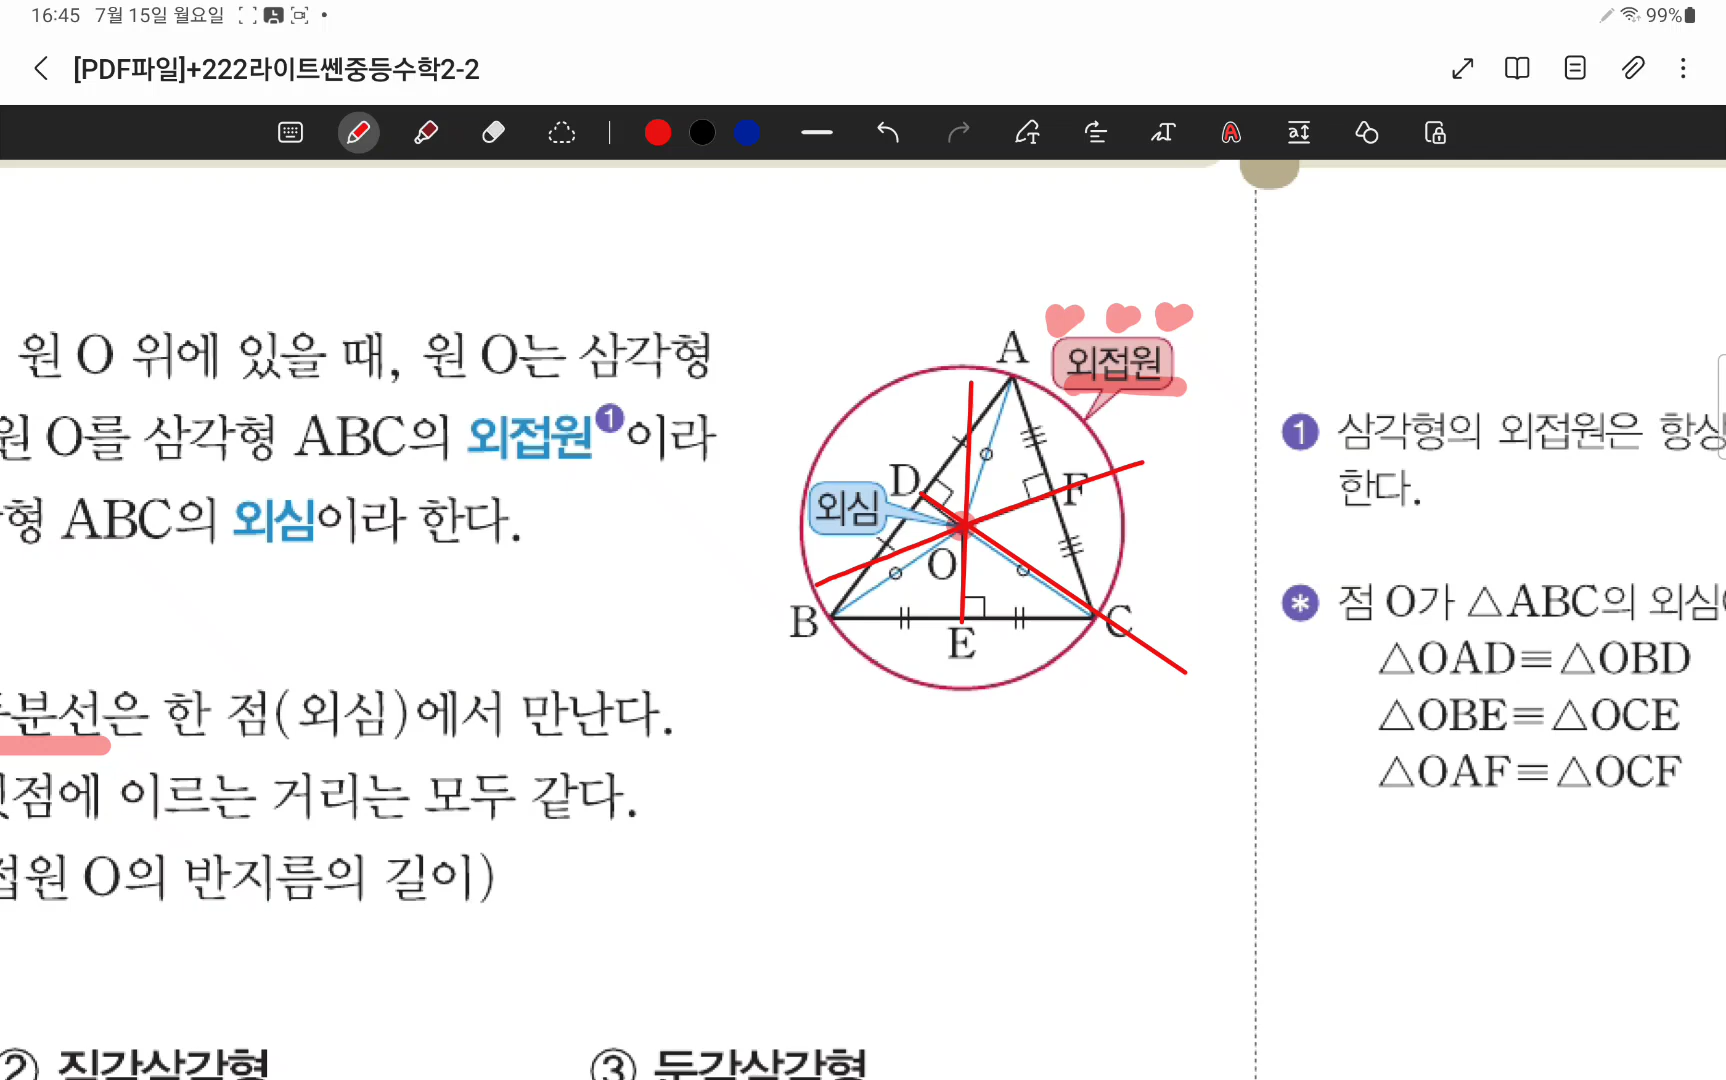 16:45 7월 15일 월요일
99%
[PDF파일]+222라이트쎈중등수학2-2
원 O 위에 있을 때, 원 O는 삼각형
원 O를 삼각형 ABC의 외접원❶이라
형 ABC의 외심이라 한다.
A
외접원
D
F
외심
O
B
E
C
분선은 한 점(외심)에서 만난다.
점에 이르는 거리는 모두 같다.
접원 O의 반지름의 길이)
② 직각삼각형
③ 둔각삼각형
❶ 삼각형의 외접원은 항상
한다.
* 점 O가 △ABC의 외심
△OAD≡△OBD
△OBE≡△OCE
△OAF≡△OCF